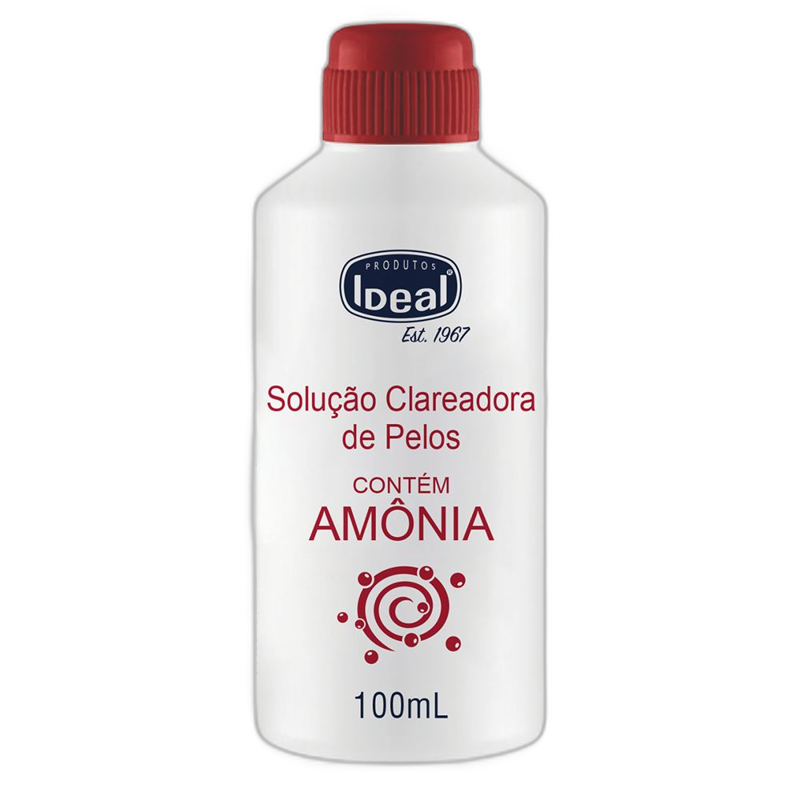 PRODUTOS
IDeal®
Est. 1967
Solução Clareadora
de Pelos
CONTÉM
AMÔNIA
100mL